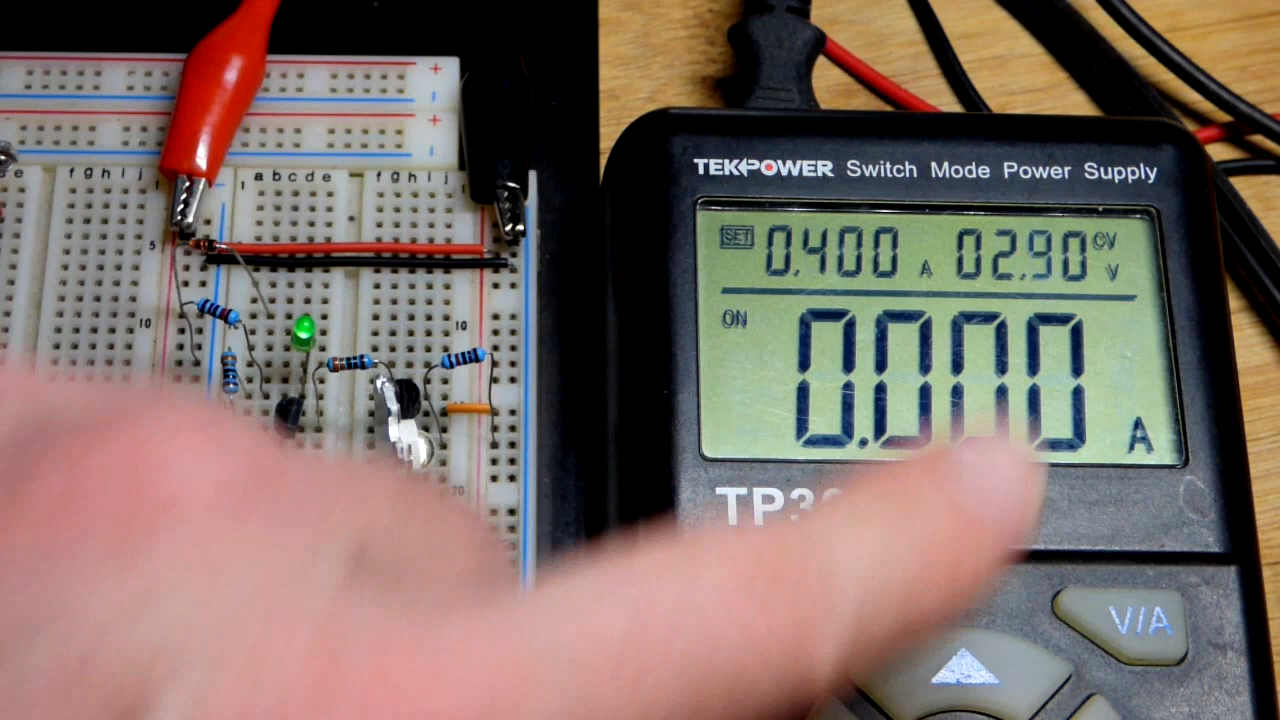 TEKPOWER Switch Mode Power Supply
SET 0.400 A 02.90 CV V
ON 0.000 A
TP3
V/A
+
-
+
-
f g h i j
a b c d e
f g h i j
1
5
10
10
20